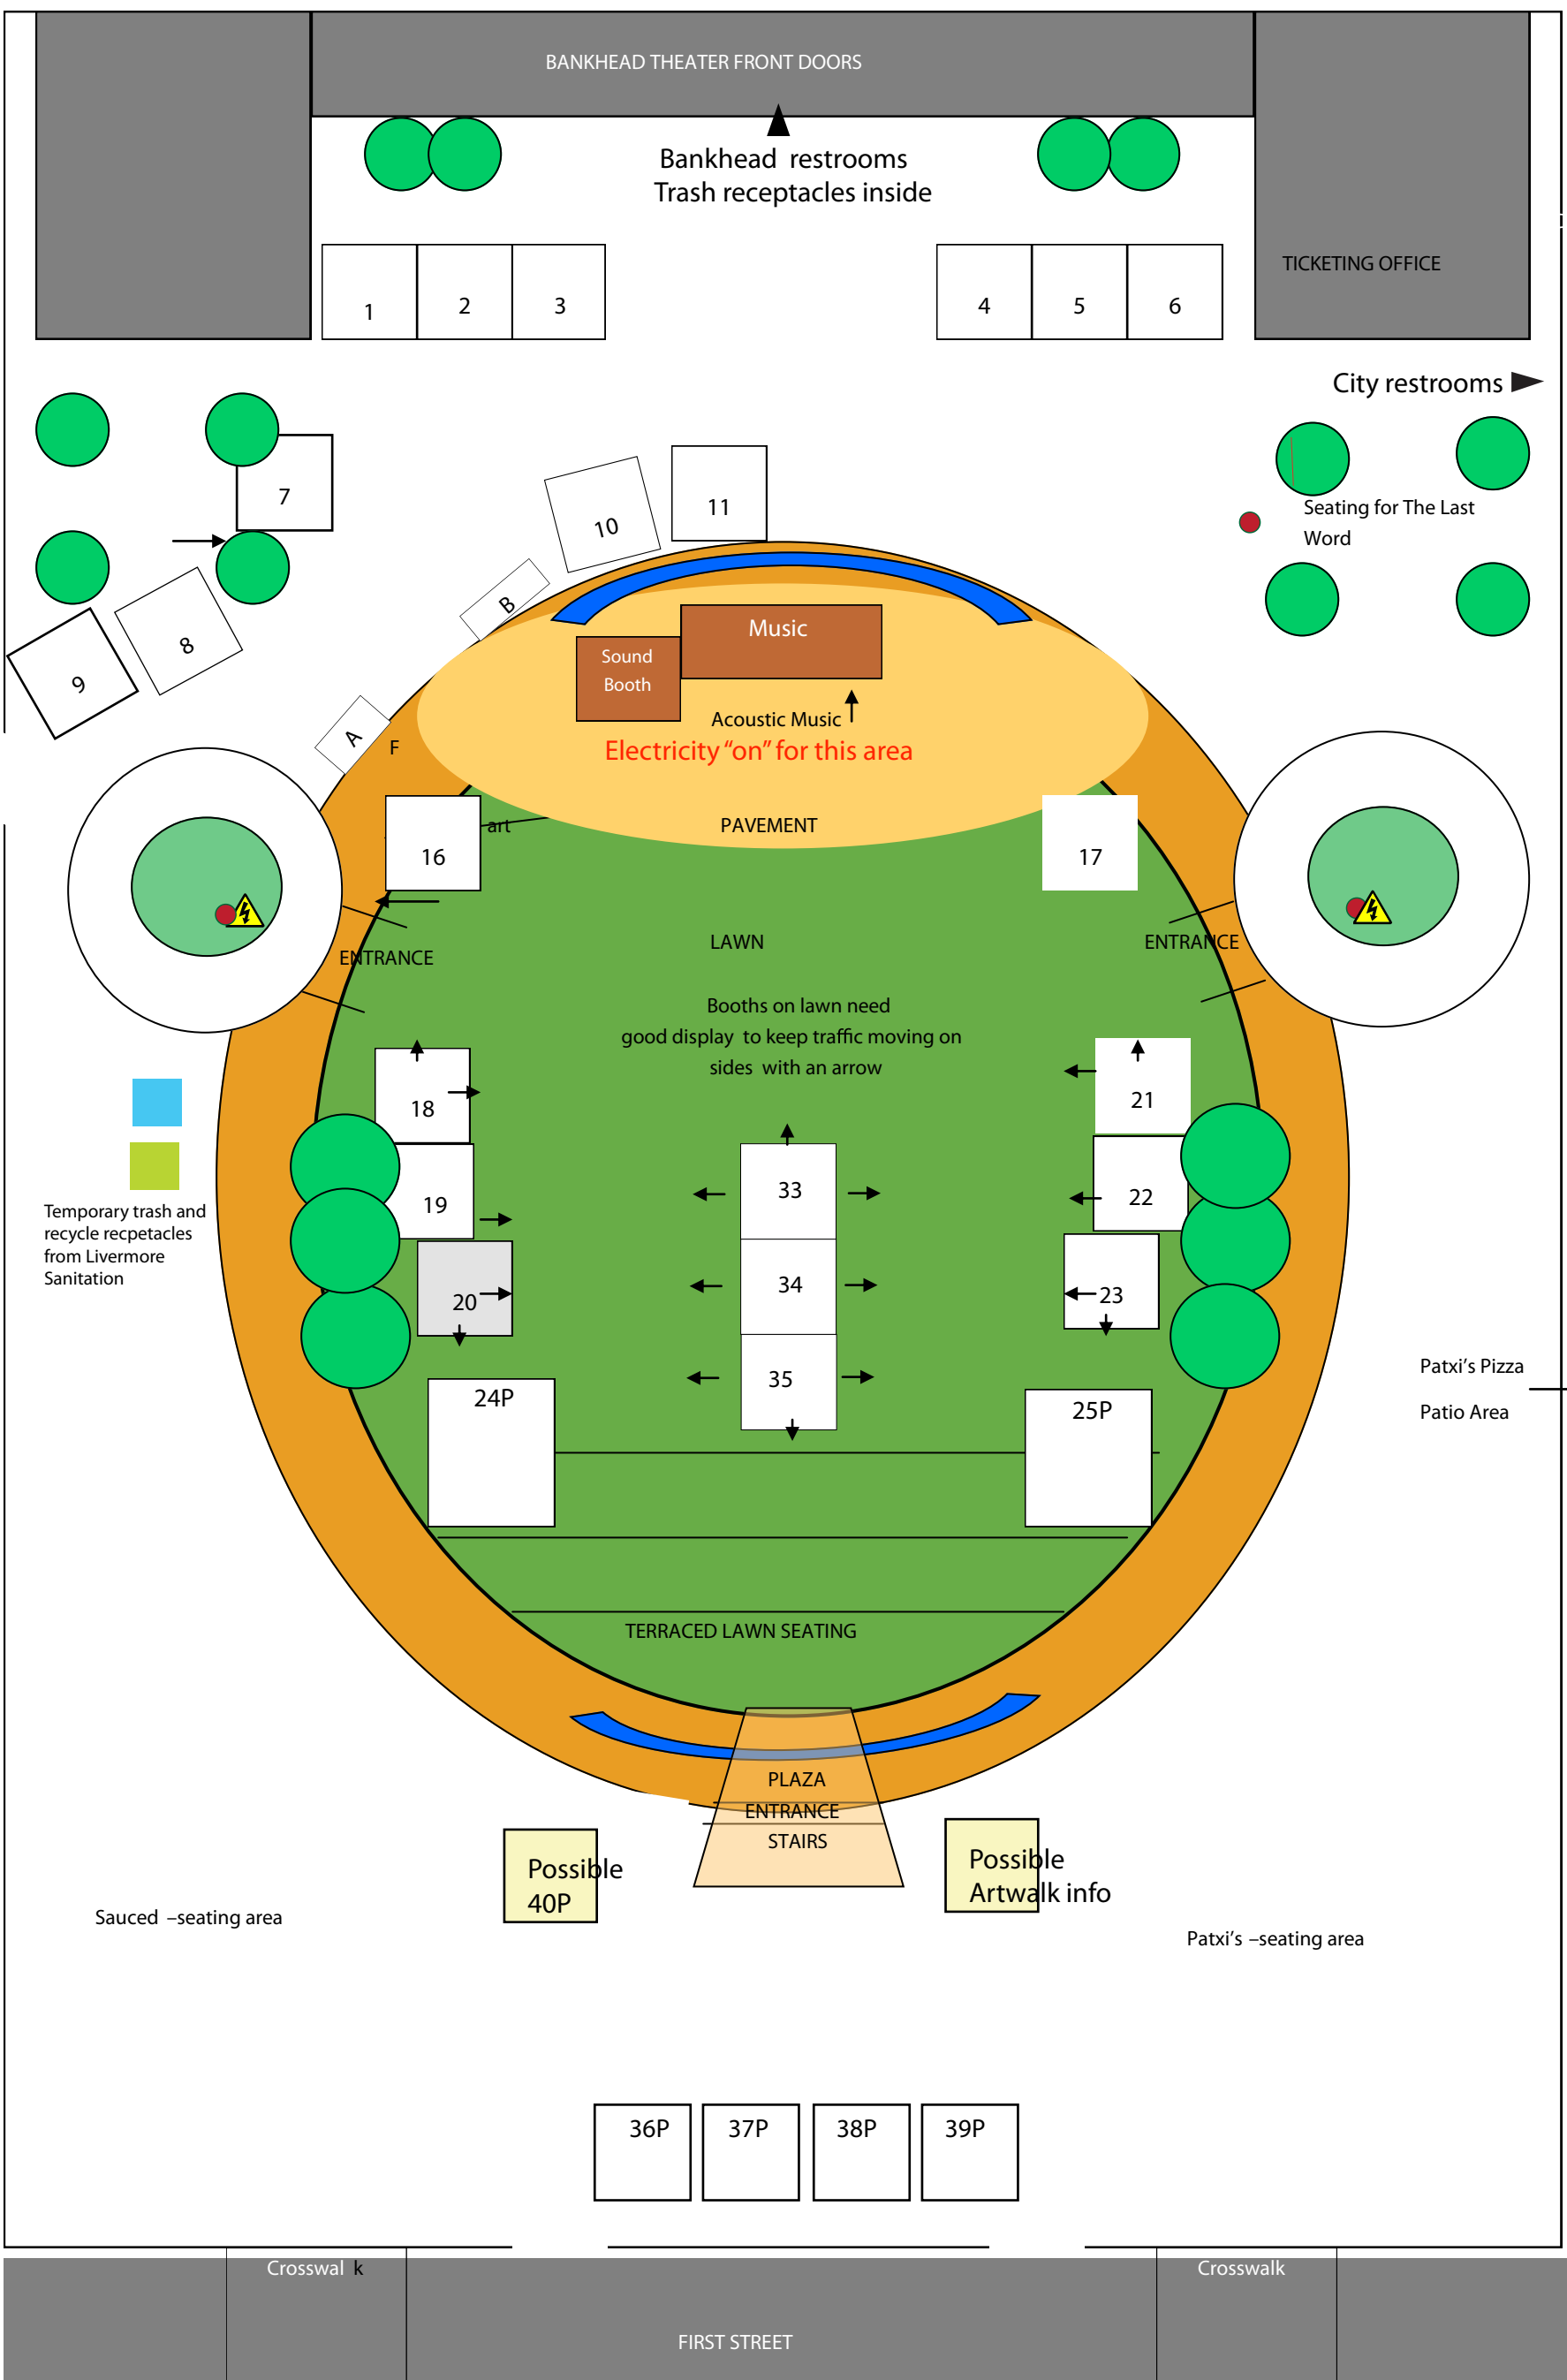 BANKHEAD THEATER FRONT DOORS
Bankhead restrooms
Trash receptacles inside
TICKETING OFFICE
1
2
3
4
5
6
City restrooms
7
8
9
10
11
Seating for The Last
Word
B
A
F
Music
Sound
Booth
Acoustic Music
Electricity “on” for this area
PAVEMENT
16
art
17
ENTRANCE
LAWN
ENTRANCE
Booths on lawn need
good display to keep traffic moving on
sides with an arrow
18
19
20
21
22
23
33
34
35
Temporary trash and
recycle recpetacles
from Livermore
Sanitation
24P
25P
Patxi’s Pizza
Patio Area
TERRACED LAWN SEATING
PLAZA
ENTRANCE
STAIRS
Possible
40P
Possible
Artwalk info
Sauced –seating area
Patxi’s –seating area
36P
37P
38P
39P
Crosswal k
Crosswalk
FIRST STREET